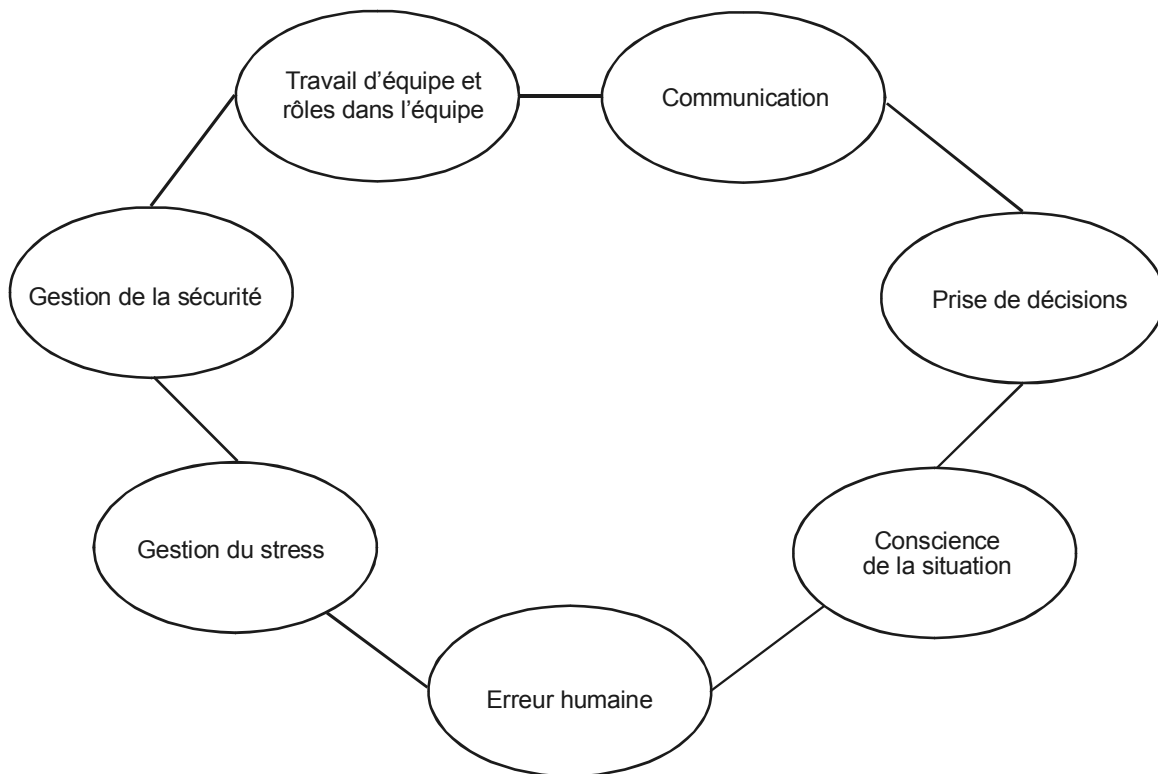 Travail d’équipe et
rôles dans l’équipe
Communication
Gestion de la sécurité
Prise de décisions
Gestion du stress
Conscience
de la situation
Erreur humaine